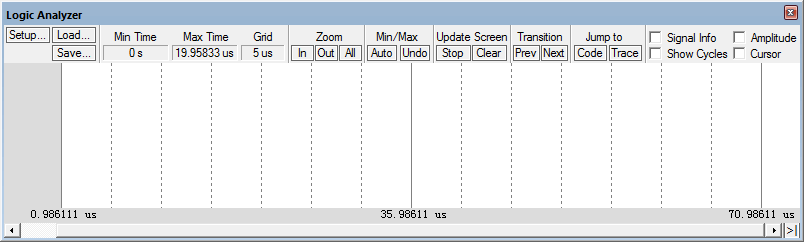 Logic Analyzer
Setup... Load... Min Time Max Time Grid Zoom Min/Max Update Screen Transition Jump to Signal Info Amplitude
Save... 0 s 19.95833 us 5 us In Out All Auto Undo Stop Clear Prev Next Code Trace Show Cycles Cursor
0.986111 us 35.98611 us 70.98611 us